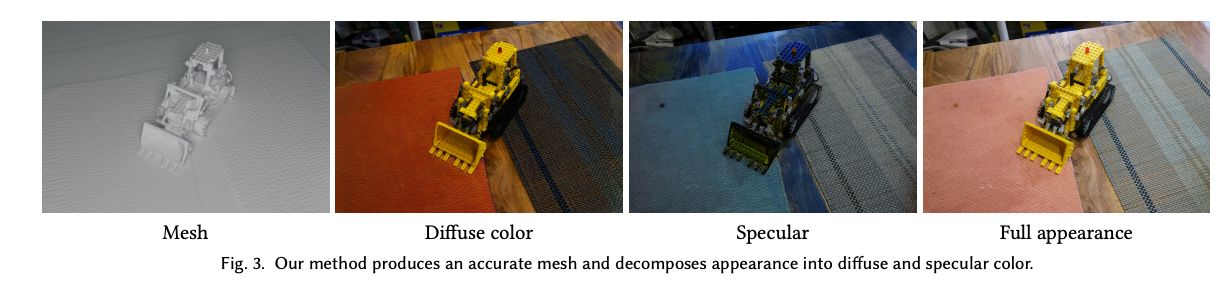 Mesh
Diffuse color
Specular
Full appearance
Fig. 3. Our method produces an accurate mesh and decomposes appearance into diffuse and specular color.